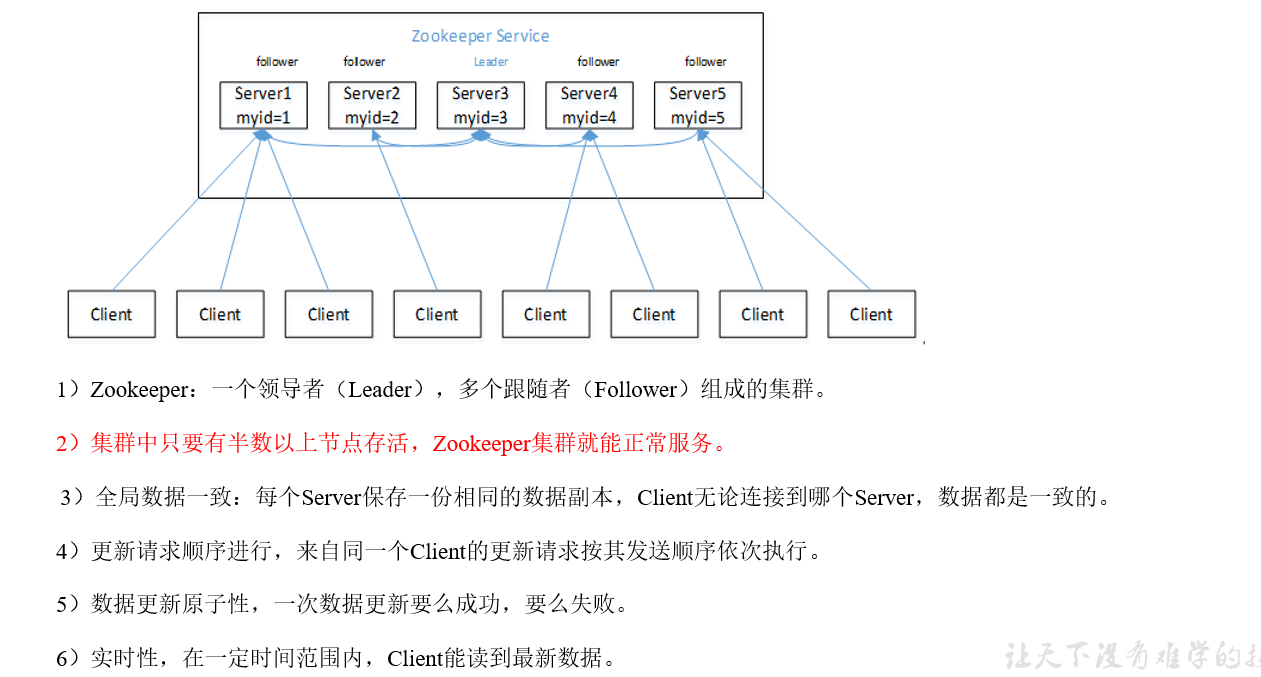 Zookeeper Service
follower follower Leader follower follower
Server1 Server2 Server3 Server4 Server5
myid=1 myid=2 myid=3 myid=4 myid=5
Client Client Client Client Client Client Client Client
1）Zookeeper：一个领导者（Leader），多个跟随者（Follower）组成的集群。
2）集群中只要有半数以上节点存活，Zookeeper集群就能正常服务。
3）全局数据一致：每个Server保存一份相同的数据副本，Client无论连接到哪个Server，数据都是一致的。
4）更新请求顺序进行，来自同一个Client的更新请求按其发送顺序依次执行。
5）数据更新原子性，一次数据更新要么成功，要么失败。
6）实时性，在一定时间范围内，Client能读到最新数据。
让天下没有难学的